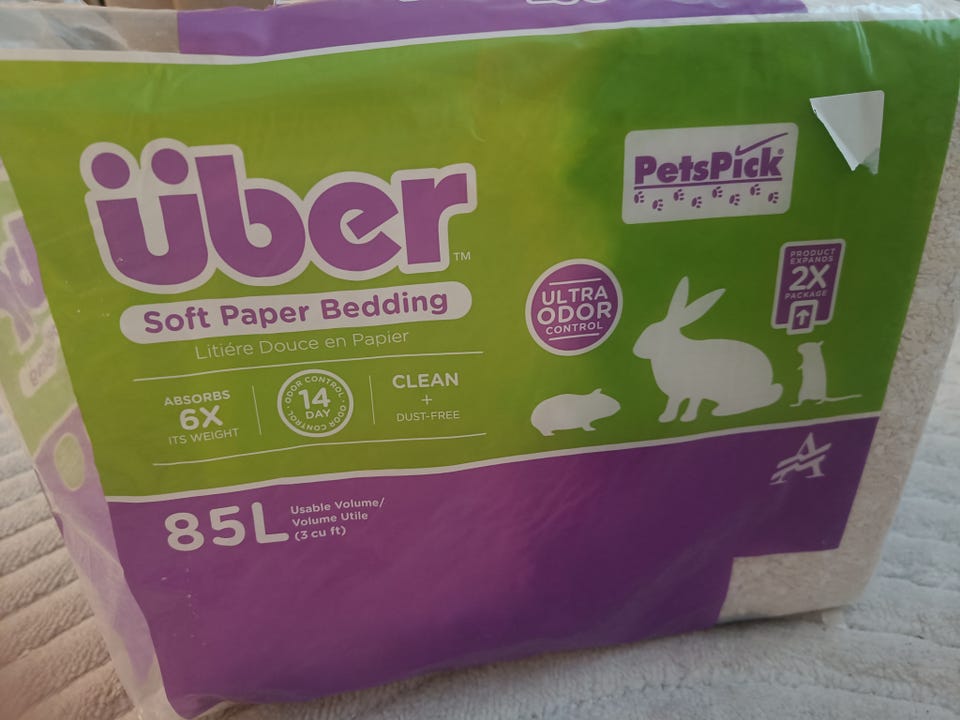 über™
Soft Paper Bedding
Litiére Douce en Papier
ABSORBS
6X
ITS WEIGHT
ODOR CONTROL · ODOR CONTROL ·
14
DAY
CLEAN
+
DUST-FREE
PetsPick®
ULTRA
ODOR
CONTROL
PRODUCT
EXPANDS
2X
PACKAGE
85L
Usable Volume/
Volume Utile
(3 cu ft)